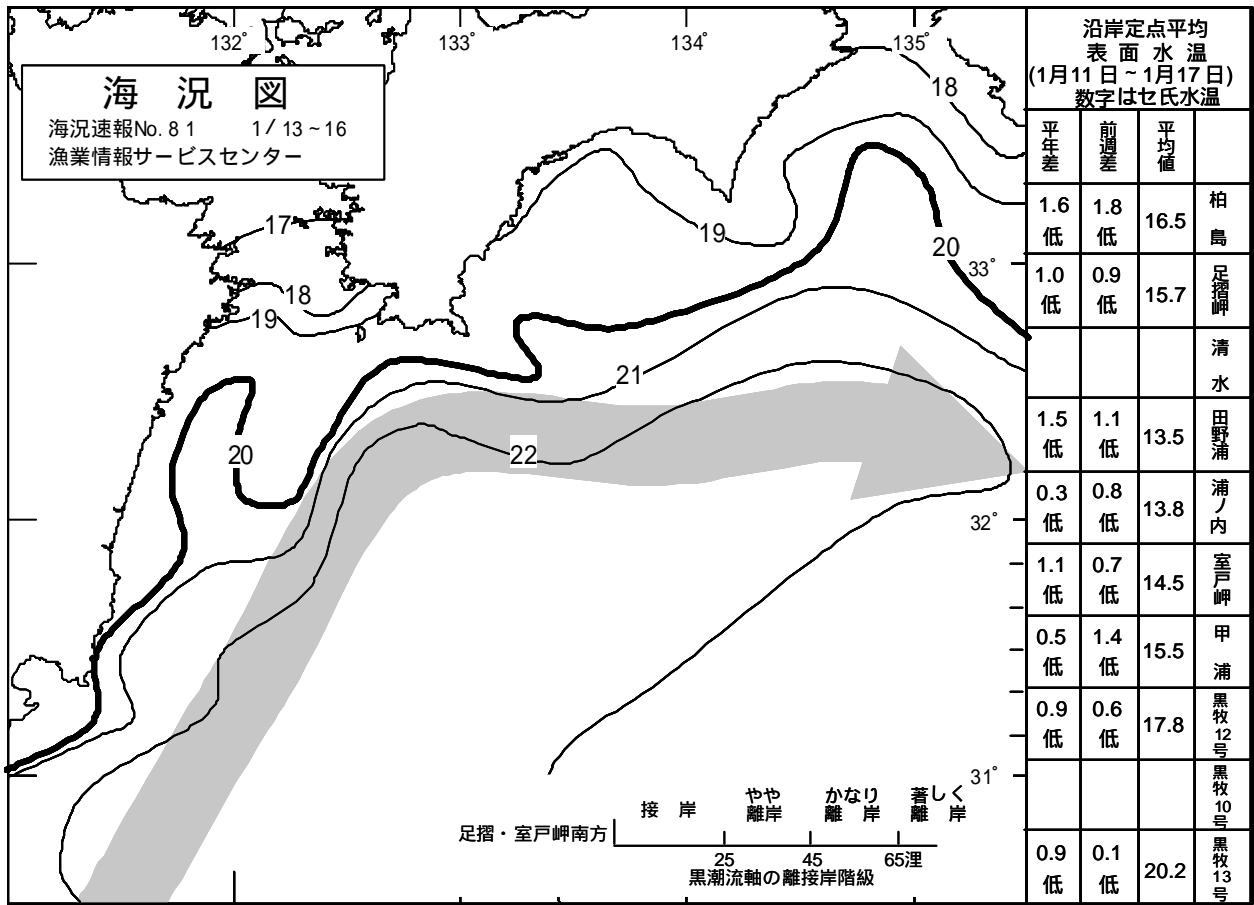 132°
133°
134°
135°
海 況 図
海況速報No. 8 1 1/ 13 ~ 16
漁業情報サービスセンター
18
17
19
20
33°
18
19
21
20
22
32°
31°
接 岸
やや
離岸
かなり
離 岸
著しく
離 岸
足摺・室戸岬南方
25
45
65浬
黒潮流軸の離接岸階級
沿岸定点平均
表 面 水 温
(1月11 日 ~ 1月17 日)
数字はセ氏水温
平年差 前週差 平均値
1.6低 1.8低 16.5 柏島
1.0低 0.9低 15.7 足摺岬
清水
1.5低 1.1低 13.5 田野浦
0.3低 0.8低 13.8 浦ノ内
1.1低 0.7低 14.5 室戸岬
0.5低 1.4低 15.5 甲浦
0.9低 0.6低 17.8 黒牧12号
黒牧10号
0.9低 0.1低 20.2 黒牧13号